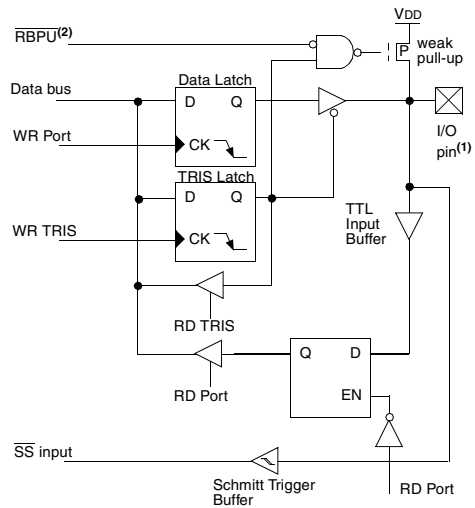 VDD
RBPU(2)
weak
pull-up
P
Data Latch
Data bus
D Q
I/O
pin(1)
WR Port
CK
TRIS Latch
D Q
TTL
Input
Buffer
WR TRIS
CK
RD TRIS
Q D
RD Port
EN
SS input
Schmitt Trigger
Buffer
RD Port